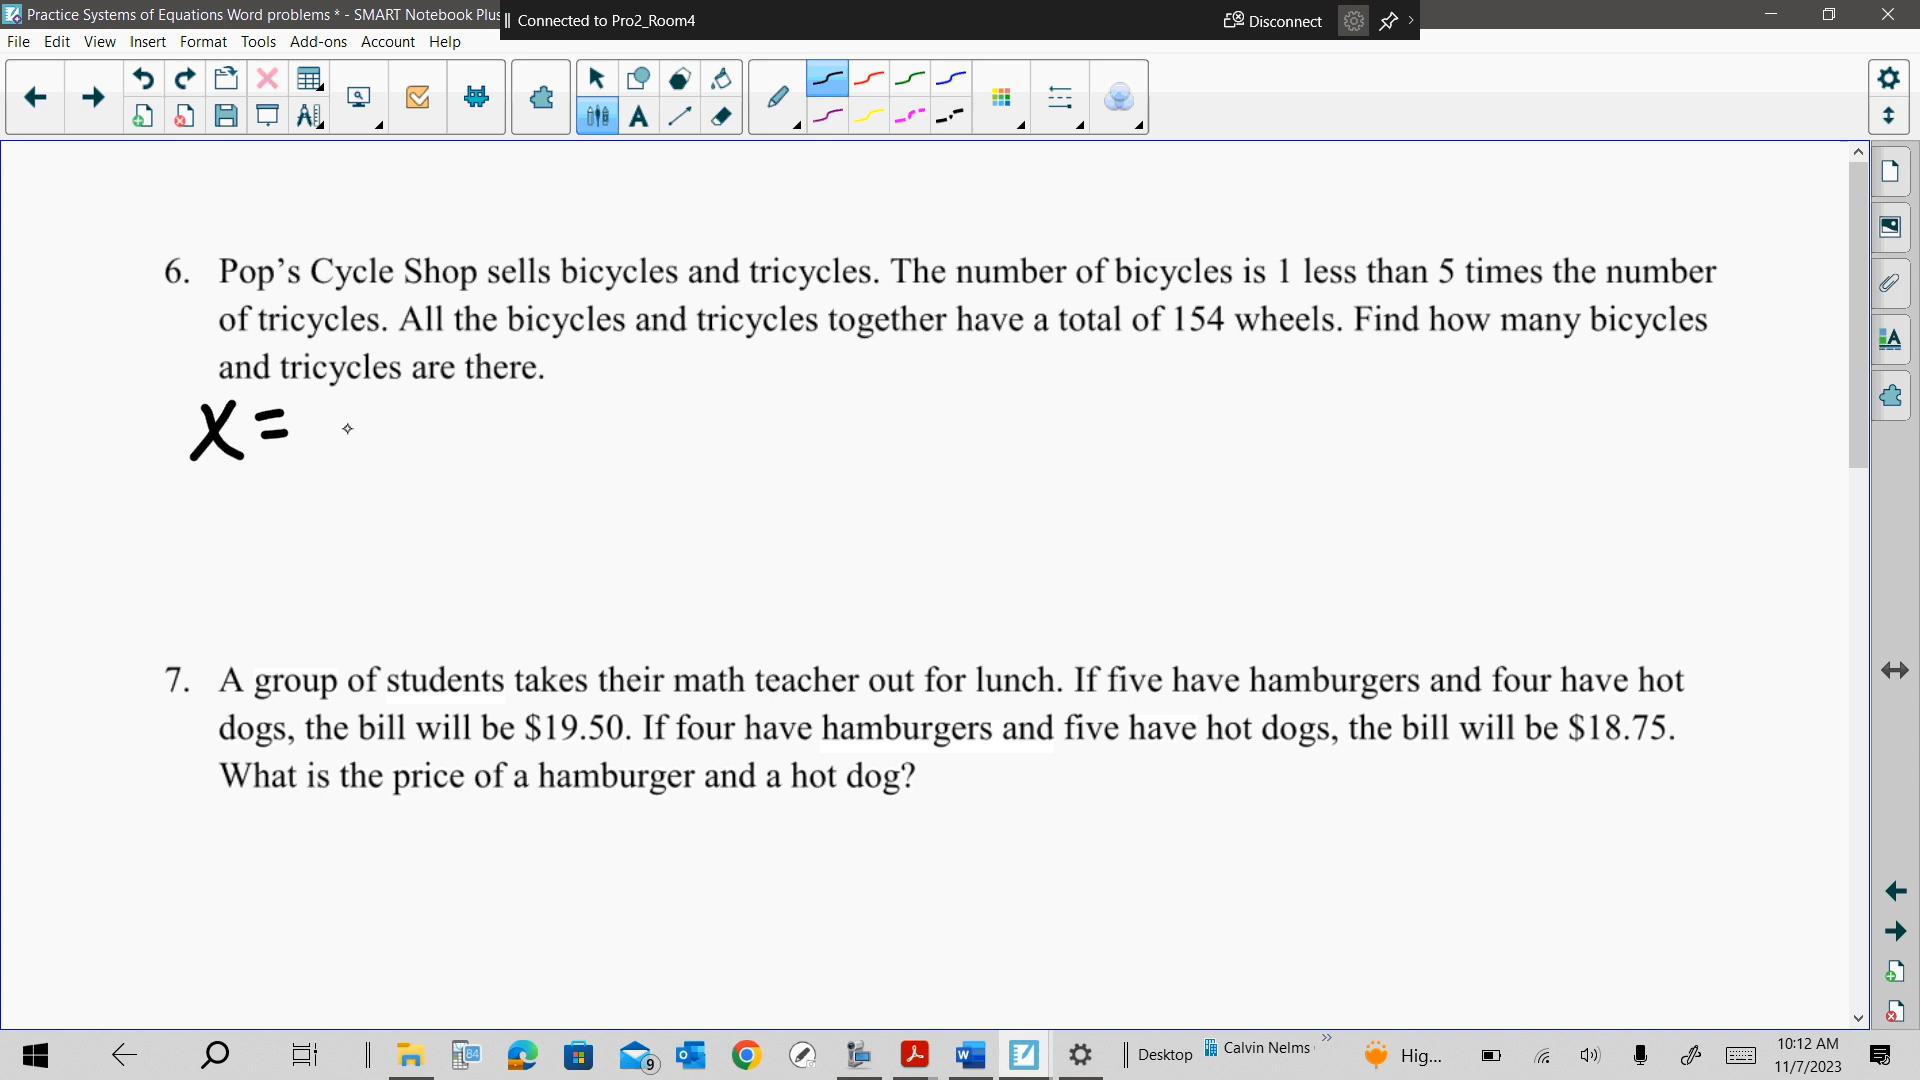 Practice Systems of Equations Word problems * - SMART Notebook Plus
Connected to Pro2_Room4
Disconnect
File Edit View Insert Format Tools Add-ons Account Help
6. Pop's Cycle Shop sells bicycles and tricycles. The number of bicycles is 1 less than 5 times the number
of tricycles. All the bicycles and tricycles together have a total of 154 wheels. Find how many bicycles
and tricycles are there.
X =
7. A group of students takes their math teacher out for lunch. If five have hamburgers and four have hot
dogs, the bill will be $19.50. If four have hamburgers and five have hot dogs, the bill will be $18.75.
What is the price of a hamburger and a hot dog?
84
9
Desktop
Calvin Nelms
Hig...
10:12 AM
11/7/2023